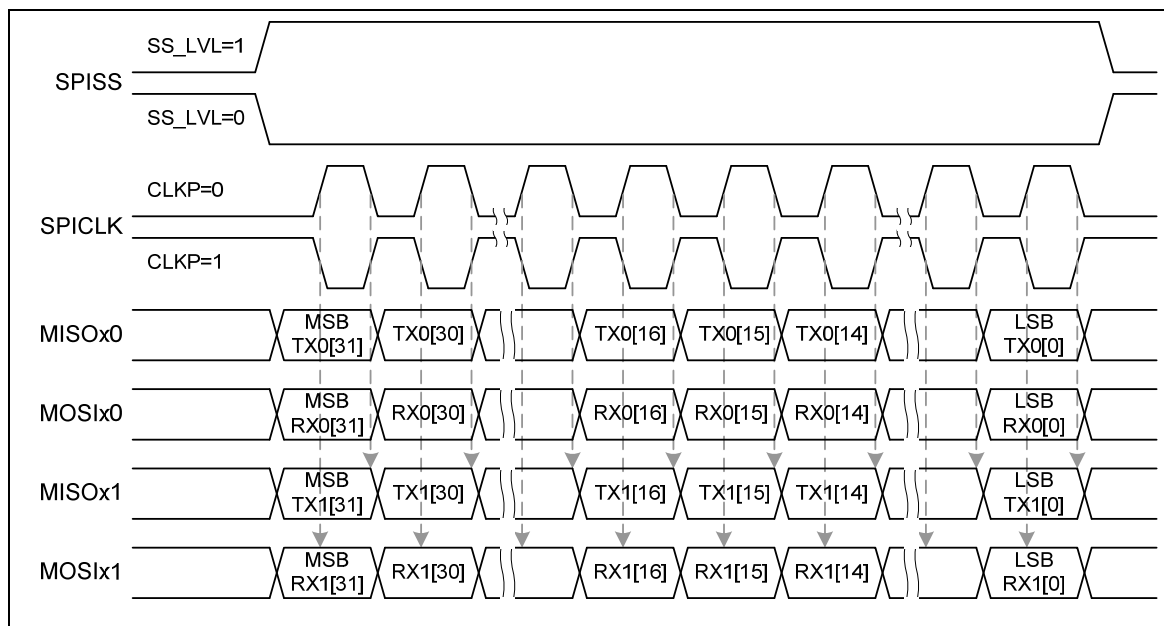 SS_LVL=1
SPISS
SS_LVL=0
CLKP=0
SPICLK
CLKP=1
MISOx0
MSB
TX0[31]
TX0[30]
TX0[16]
TX0[15]
TX0[14]
LSB
TX0[0]
MOSIx0
MSB
RX0[31]
RX0[30]
RX0[16]
RX0[15]
RX0[14]
LSB
RX0[0]
MISOx1
MSB
TX1[31]
TX1[30]
TX1[16]
TX1[15]
TX1[14]
LSB
TX1[0]
MOSIx1
MSB
RX1[31]
RX1[30]
RX1[16]
RX1[15]
RX1[14]
LSB
RX1[0]